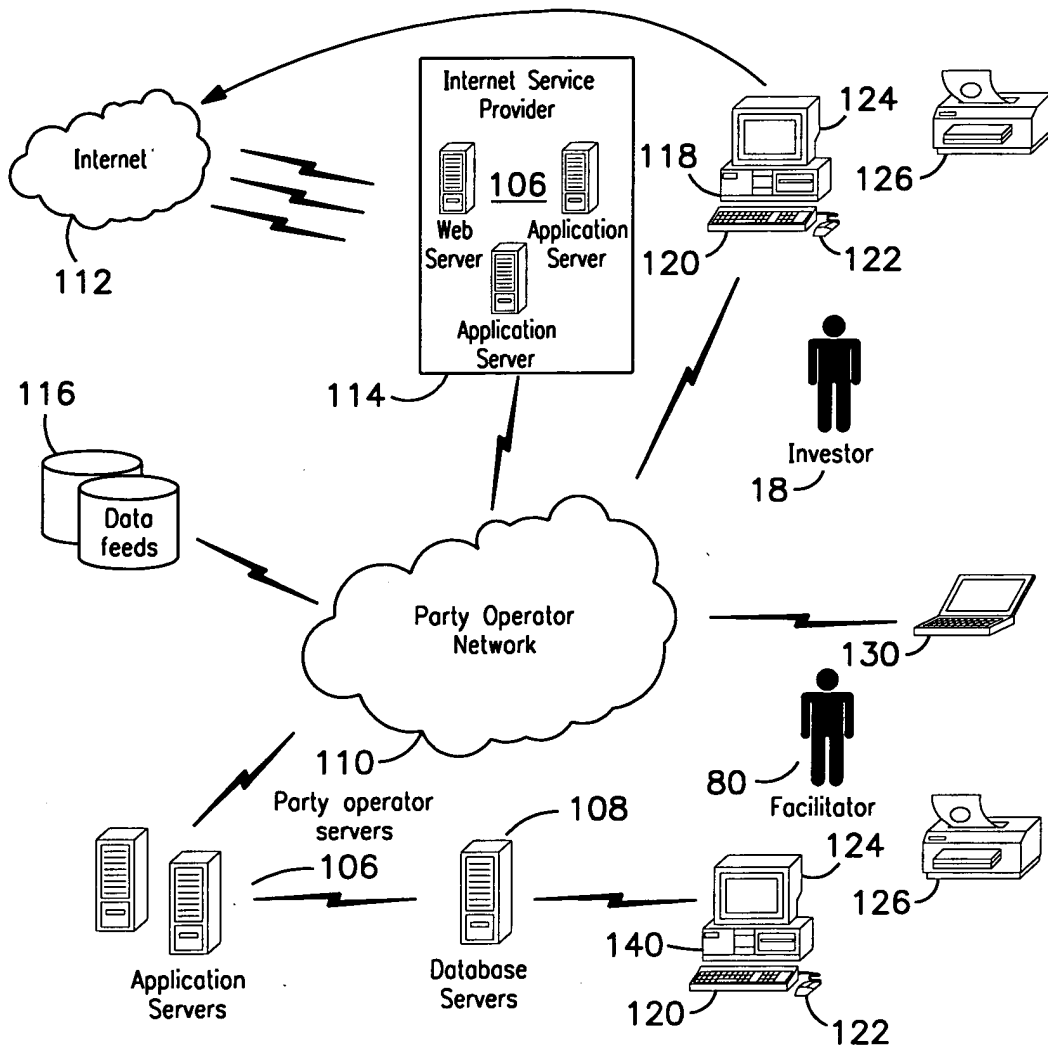 Internet Service
Provider
Internet
112
106
Web
Server
Application
Server
Application
Server
114
124
118
120
122
126
116
Data
feeds
Investor
18
Party Operator
Network
110
130
80
Facilitator
Party operator
servers
108
106
Application
Servers
Database
Servers
124
140
120
122
126